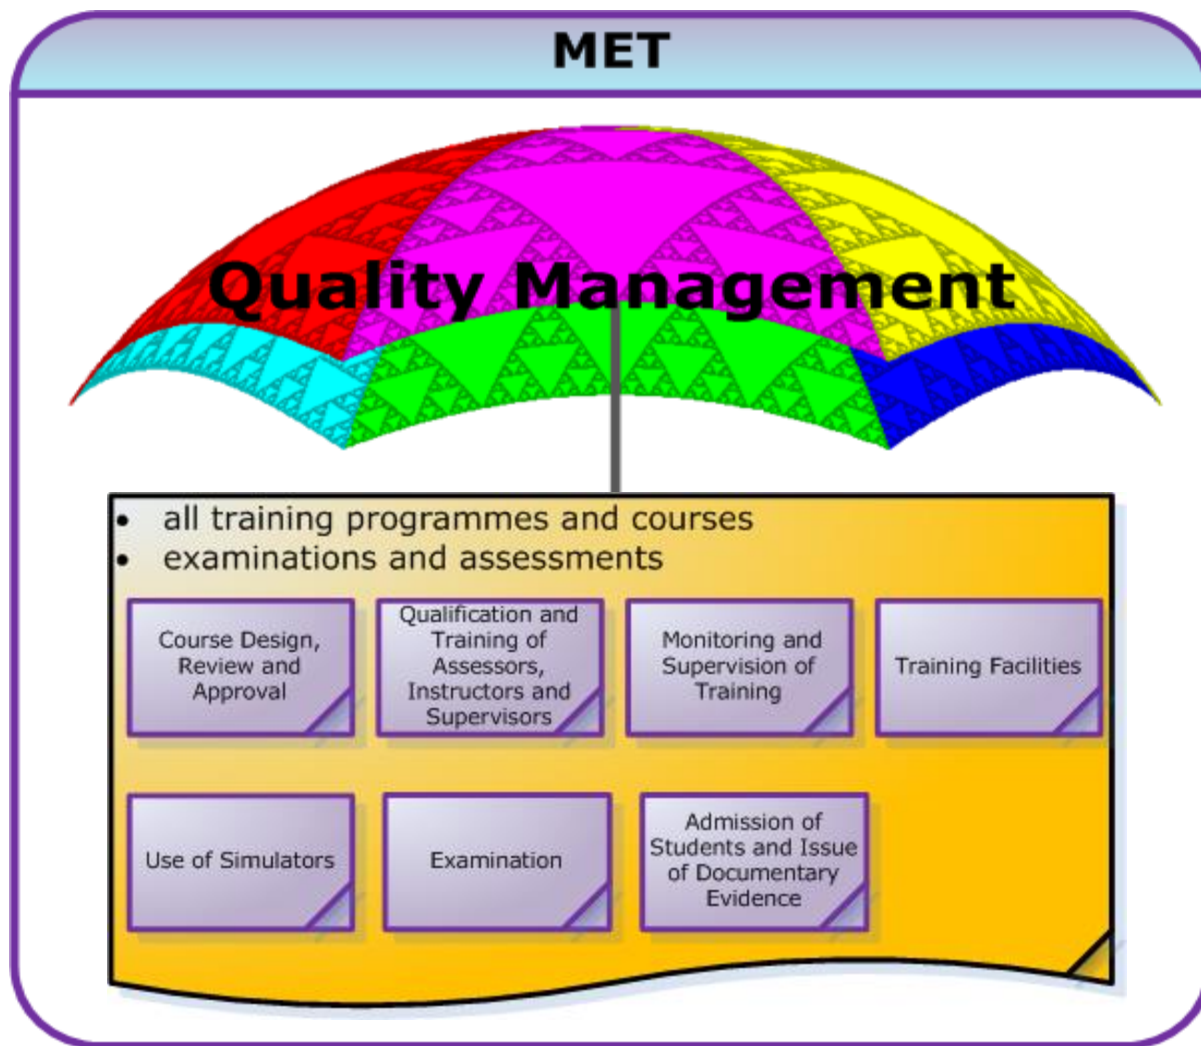 MET
Quality Management
• all training programmes and courses
• examinations and assessments
Course Design,
Review and
Approval
Qualification and
Training of
Assessors,
Instructors and
Supervisors
Monitoring and
Supervision of
Training
Training Facilities
Use of Simulators
Examination
Admission of
Students and Issue
of Documentary
Evidence